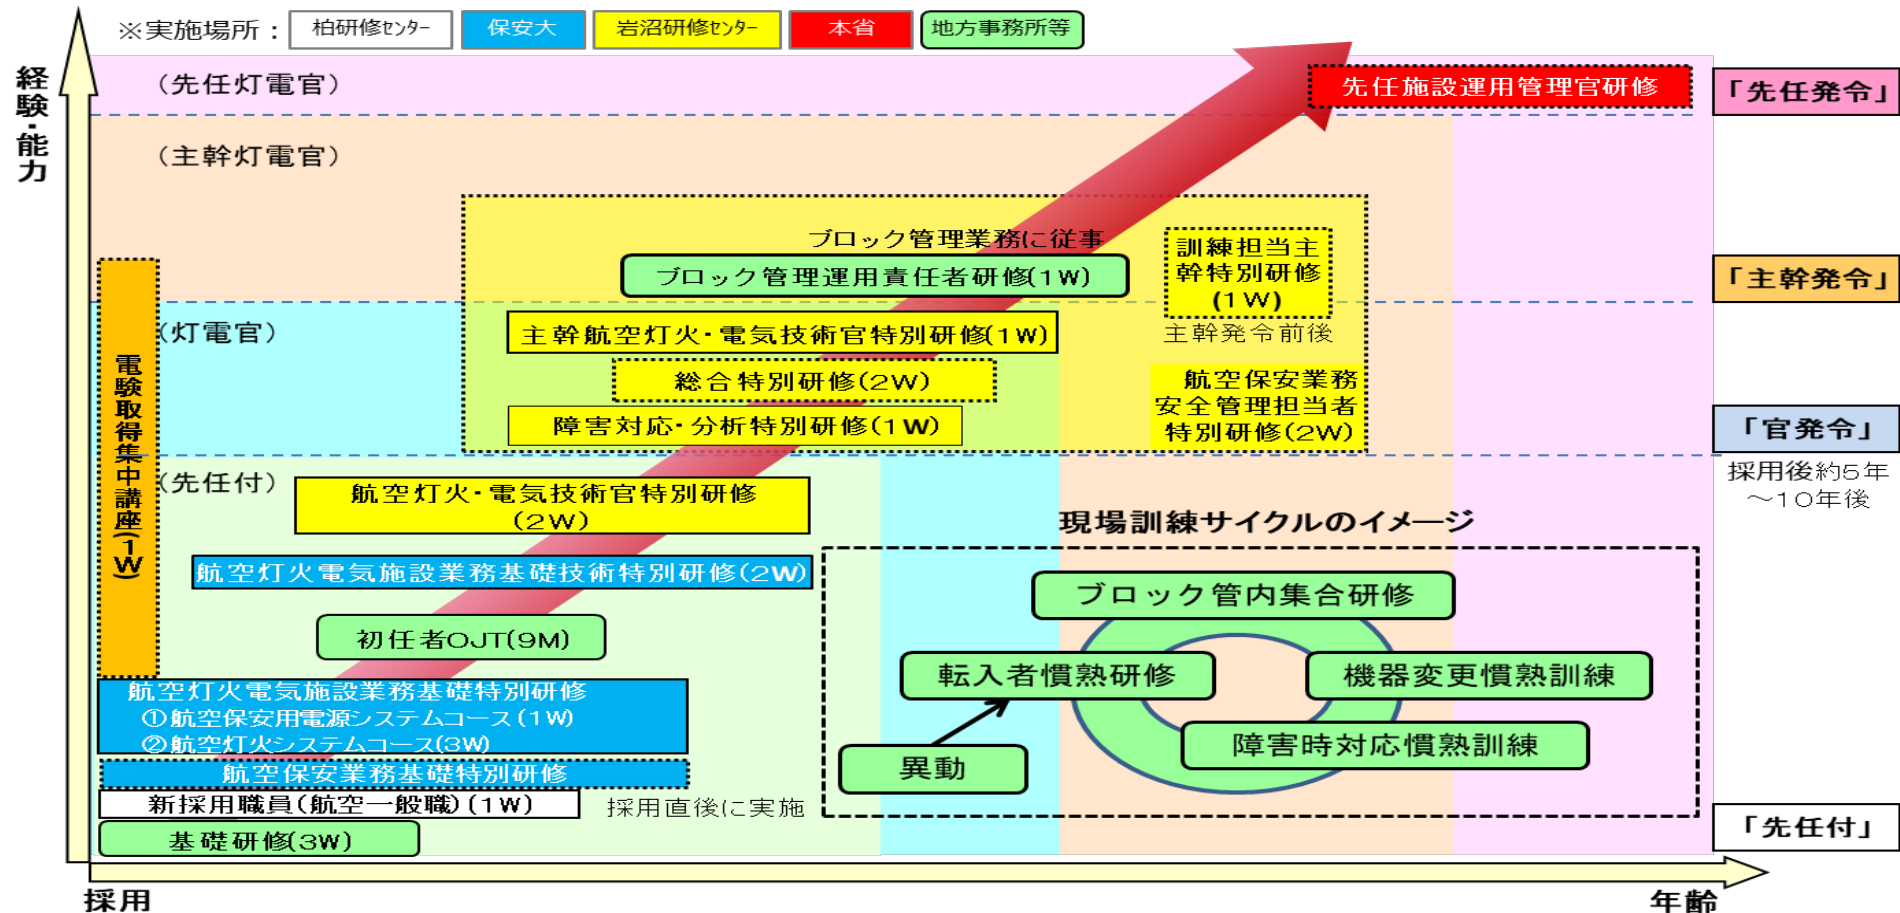 ※実施場所：
柏研修ｾﾝﾀｰ
保安大
岩沼研修ｾﾝﾀｰ
本省
地方事務所等
経験・能力
（先任灯電官）
先任施設運用管理官研修
「先任発令」
（主幹灯電官）
ブロック管理業務に従事
ブロック管理運用責任者研修(1W)
訓練担当主
幹特別研修
(1W)
主幹発令前後
「主幹発令」
（灯電官）
主幹航空灯火・電気技術官特別研修(1W)
総合特別研修(2W)
障害対応・分析特別研修(1W)
航空保安業務
安全管理担当者
特別研修(2W)
「官発令」
採用後約5年
～10年後
電験取得集中講座(1W)
（先任付）
航空灯火・電気技術官特別研修
(2W)
航空灯火電気施設業務基礎技術特別研修(2W)
初任者OJT(9M)
航空灯火電気施設業務基礎特別研修
①航空保安用電源システムコース(1W)
②航空灯火システムコース(3W)
航空保安業務基礎特別研修
新採用職員(航空一般職)(1W)
採用直後に実施
基礎研修(3W)
現場訓練サイクルのイメージ
ブロック管内集合研修
転入者慣熟研修
機器変更慣熟訓練
障害時対応慣熟訓練
異動
「先任付」
採用
年齢